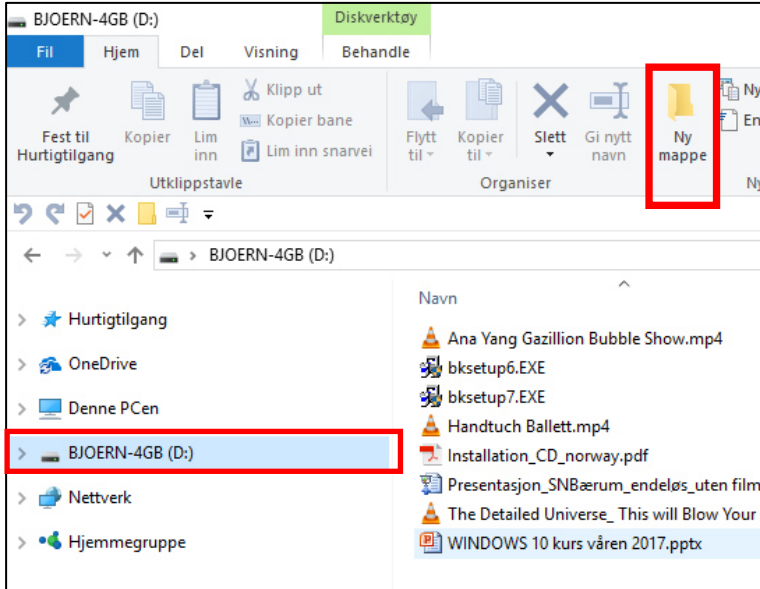 BJOERN-4GB (D:)
Diskverktøy
Fil Hjem Del Visning Behandle
Fest til
Hurtigtilgang
Kopier
Lim
inn
Klipp ut
Kopier bane
Lim inn snarvei
Flytt
til
Kopier
til
Slett
Gi nytt
navn
Ny
mappe
Ny
En
Utklippstavle
Organiser
Ny
BJOERN-4GB (D:)
Navn
Hurtigtilgang
OneDrive
Denne PCen
BJOERN-4GB (D:)
Nettverk
Hjemmegruppe
Ana Yang Gazillion Bubble Show.mp4
bksetup6.EXE
bksetup7.EXE
Handtuch Ballett.mp4
Installation_CD_norway.pdf
Presentasjon_SNBærum_endeløs_uten film
The Detailed Universe_ This will Blow Your
WINDOWS 10 kurs våren 2017.pptx